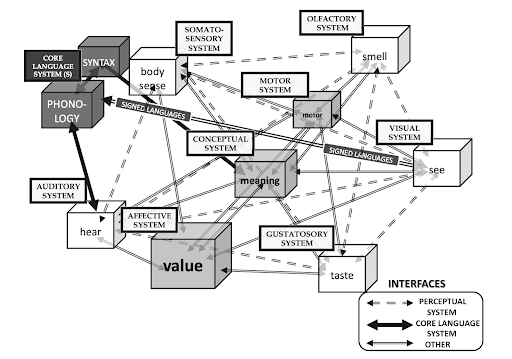 OLFACTORY
SYSTEM
SOMATO-
SENSORY
SYSTEM
CORE
LANGUAGE
SYSTEM (S)
SYNTAX
body
sense
smell
MOTOR
SYSTEM
PHONO-
LOGY
SIGNED LANGUAGES
motor
VISUAL
SYSTEM
CONCEPTUAL
SYSTEM
SIGNED LANGUAGES
see
meaning
AUDITORY
SYSTEM
hear
AFFECTIVE
SYSTEM
GUSTATOSORY
SYSTEM
value
taste
INTERFACES
PERCEPTUAL
SYSTEM
CORE LANGUAGE
SYSTEM
OTHER